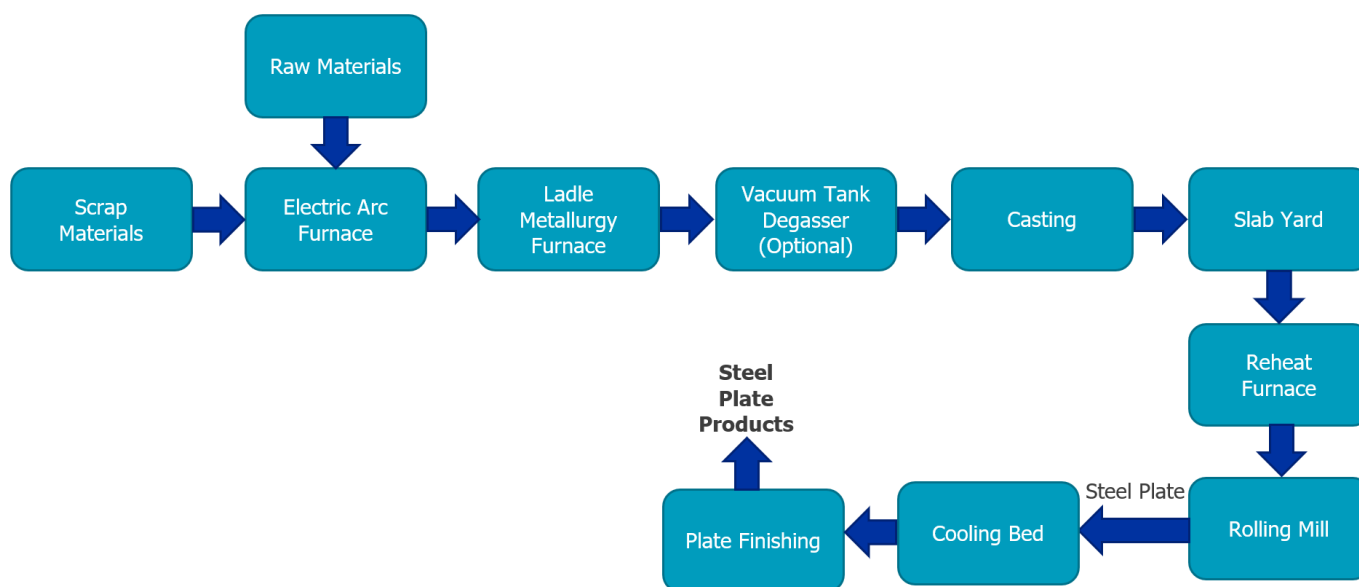 Raw Materials
Scrap
Materials
Electric Arc
Furnace
Ladle
Metallurgy
Furnace
Vacuum Tank
Degasser
(Optional)
Casting
Slab Yard
Reheat
Furnace
Rolling Mill
Steel Plate
Cooling Bed
Plate Finishing
Steel
Plate
Products